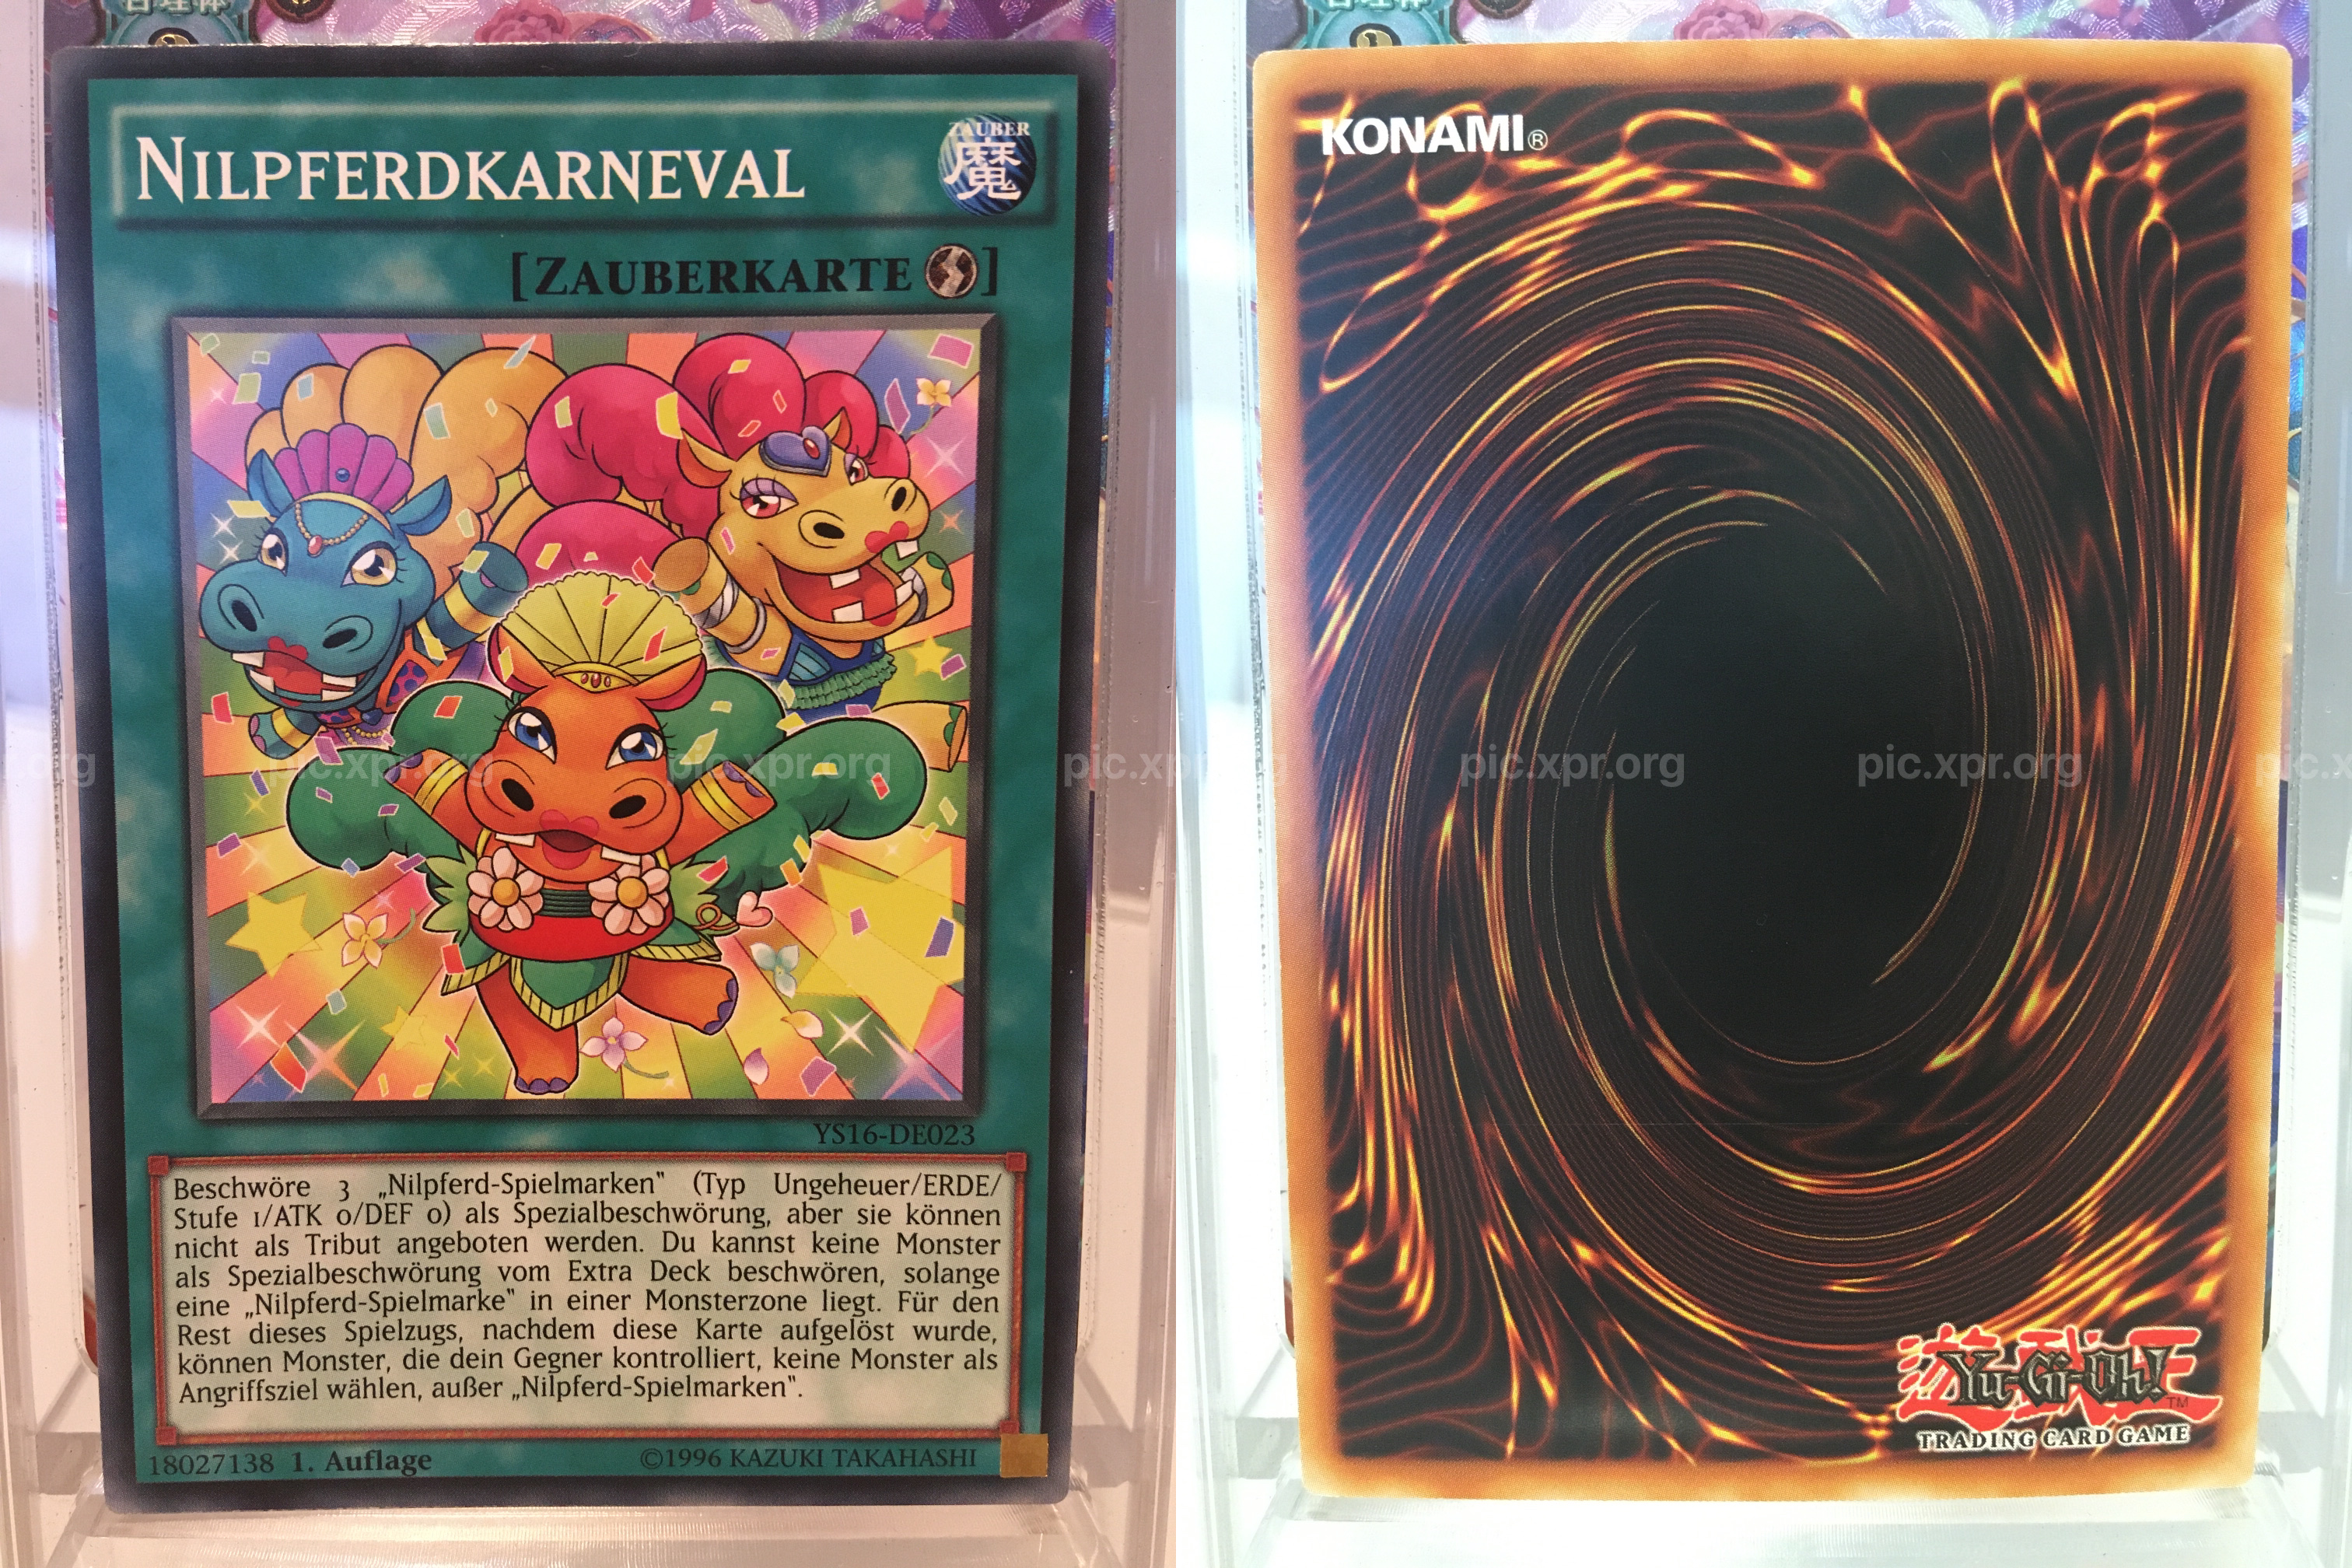 NILPFERDKARNEVAL
ZAUBER
魔
[ZAUBERKARTE]
YS16-DE023
Beschwöre 3 „Nilpferd-Spielmarken" (Typ Ungeheuer/ERDE/
Stufe 1/ATK 0/DEF 0) als Spezialbeschwörung, aber sie können
nicht als Tribut angeboten werden. Du kannst keine Monster
als Spezialbeschwörung vom Extra Deck beschwören, solange
eine „Nilpferd-Spielmarke" in einer Monsterzone liegt. Für den
Rest dieses Spielzugs, nachdem diese Karte aufgelöst wurde,
können Monster, die dein Gegner kontrolliert, keine Monster als
Angriffsziel wählen, außer „Nilpferd-Spielmarken".
18027138 1. Auflage ©1996 KAZUKI TAKAHASHI
KONAMI®
遊戯王
Yu-Gi-Oh!™
TRADING CARD GAME
pic.xpr.org pic.xpr.org pic.xpr.org pic.xpr.org pic.xpr.org